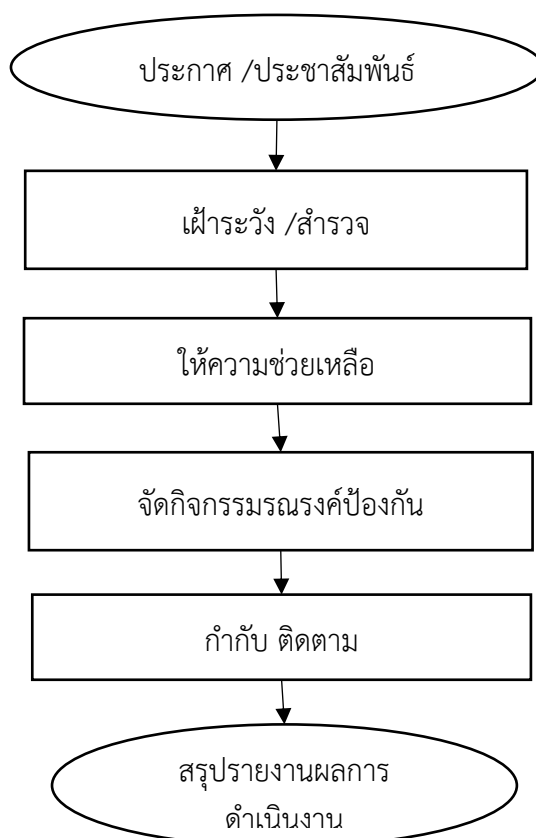 ประกาศ /ประชาสัมพันธ์
เฝ้าระวัง /สำรวจ
ให้ความช่วยเหลือ
จัดกิจกรรมรณรงค์ป้องกัน
กำกับ ติดตาม
สรุปรายงานผลการ
ดำเนินงาน